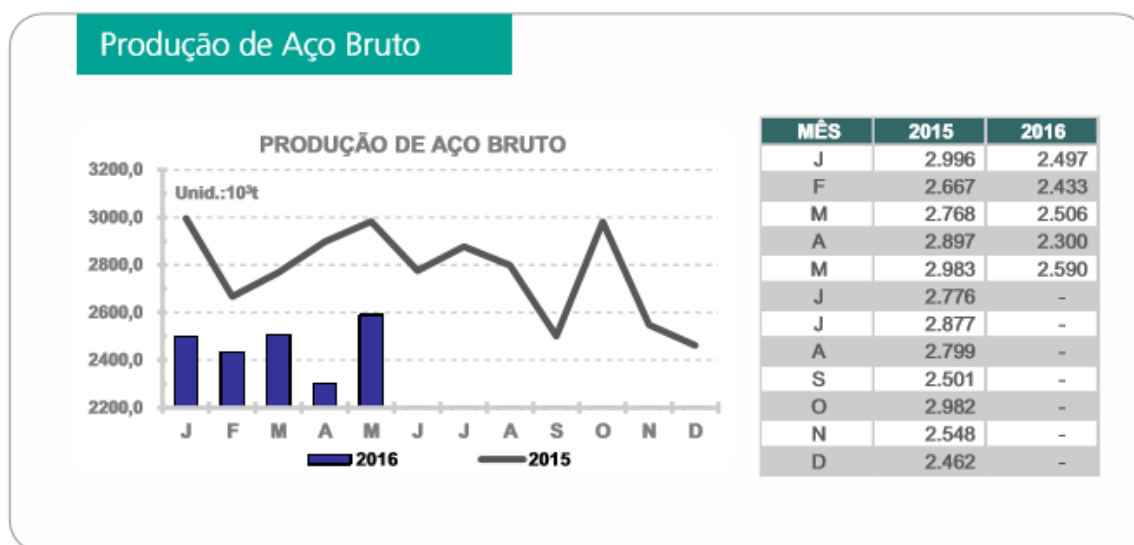 Produção de Aço Bruto
PRODUÇÃO DE AÇO BRUTO
Unid.:10³t
3200,0
3000,0
2800,0
2600,0
2400,0
2200,0
J F M A M J J A S O N D
2016 2015
MÊS 2015 2016
J 2.996 2.497
F 2.667 2.433
M 2.768 2.506
A 2.897 2.300
M 2.983 2.590
J 2.776 -
J 2.877 -
A 2.799 -
S 2.501 -
O 2.982 -
N 2.548 -
D 2.462 -